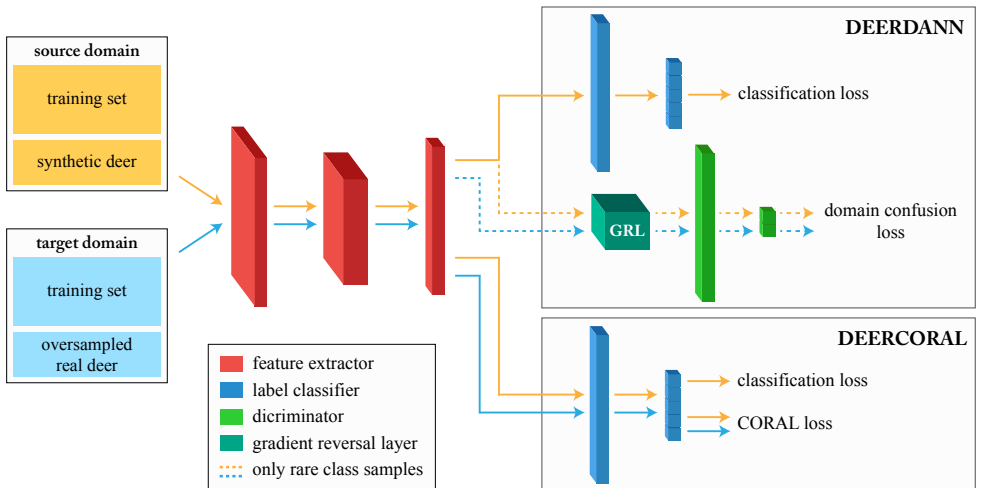 source domain
training set
synthetic deer
target domain
training set
oversampled
real deer
feature extractor
label classifier
dicriminator
gradient reversal layer
only rare class samples
DEERDANN
classification loss
GRL
domain confusion
loss
DEERCORAL
classification loss
CORAL loss